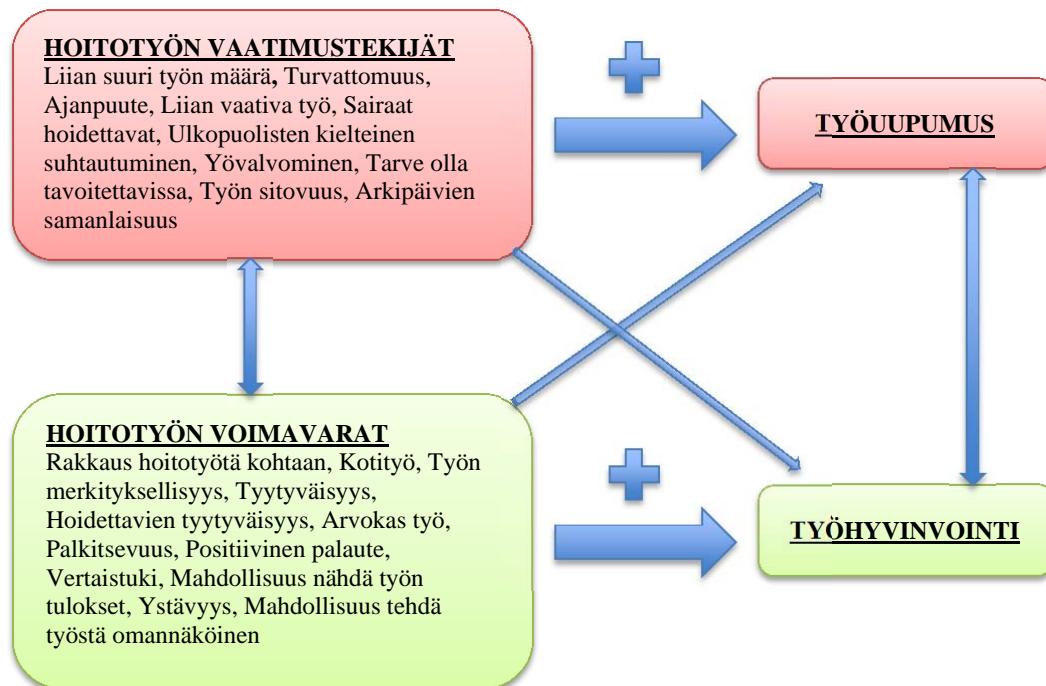 HOITOTYÖN VAATIMUSTEKIJÄT
Liian suuri työn määrä, Turvattomuus,
Ajanpuute, Liian vaativa työ, Sairaat
hoidettavat, Ulkopuolisten kielteinen
suhtautuminen, Yövalvominen, Tarve olla
tavoitettavissa, Työn sitovuus, Arkipäivien
samanlaisuus
TYÖUUPUMUS
HOITOTYÖN VOIMAVARAT
Rakkaus hoitotyötä kohtaan, Kotityö, Työn
merkityksellisyys, Tyytyväisyys,
Hoidettavien tyytyväisyys, Arvokas työ,
Palkitsevuus, Positiivinen palaute,
Vertaistuki, Mahdollisuus nähdä työn
tulokset, Ystävyys, Mahdollisuus tehdä
työstä omannäköinen
TYÖHYVINVOINTI